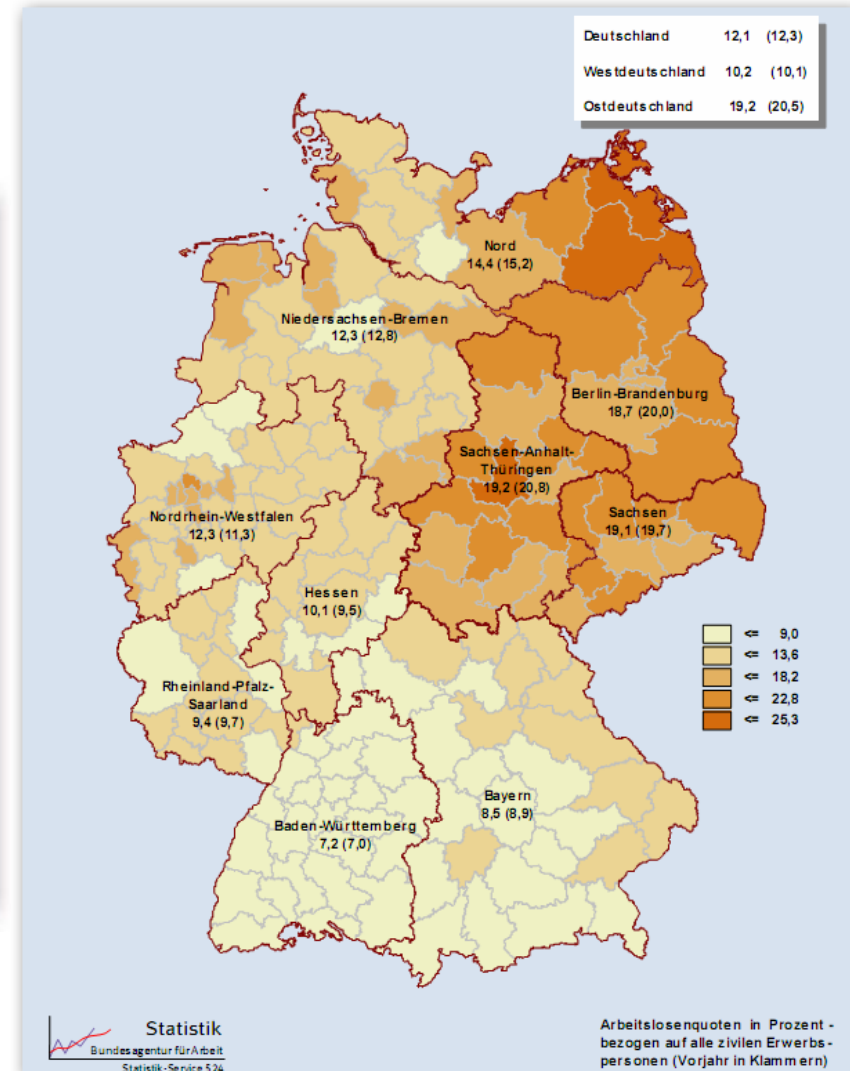 Deutschland 12,1 (12,3)
Westdeutschland 10,2 (10,1)
Ostdeutschland 19,2 (20,5)
Nord
14,4 (15,2)
Niedersachsen-Bremen
12,3 (12,8)
Berlin-Brandenburg
18,7 (20,0)
Sachsen-Anhalt-
Thüringen
19,2 (20,8)
Nordrhein-Westfalen
12,3 (11,3)
Sachsen
19,1 (19,7)
Hessen
10,1 (9,5)
Rheinland-Pfalz-
Saarland
9,4 (9,7)
<= 9,0
<= 13,6
<= 18,2
<= 22,8
<= 25,3
Bayern
8,5 (8,9)
Baden-Württemberg
7,2 (7,0)
Statistik
Bundesagentur für Arbeit
Statistik-Service S24
Arbeitslosenquoten in Prozent -
bezogen auf alle zivilen Erwerbs-
personen (Vorjahr in Klammern)